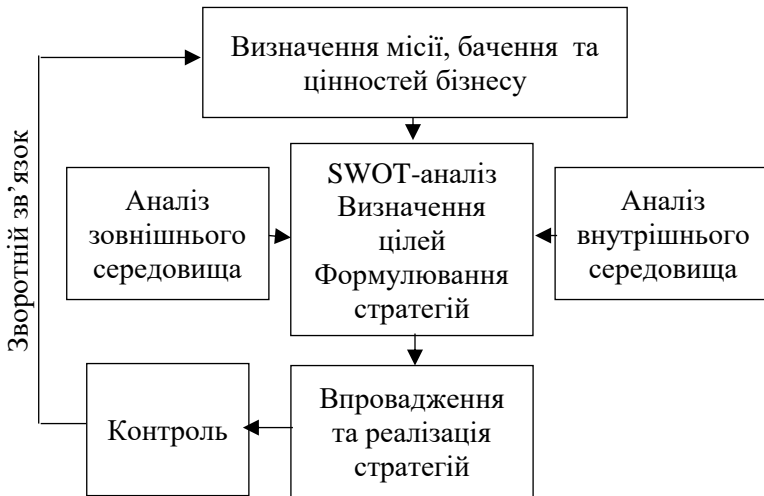 Визначення місії, бачення та
цінностей бізнесу
Зворотній зв’язок
Аналіз
зовнішнього
середовища
SWOT-аналіз
Визначення
цілей
Формулювання
стратегій
Аналіз
внутрішнього
середовища
Контроль
Впровадження
та реалізація
стратегій